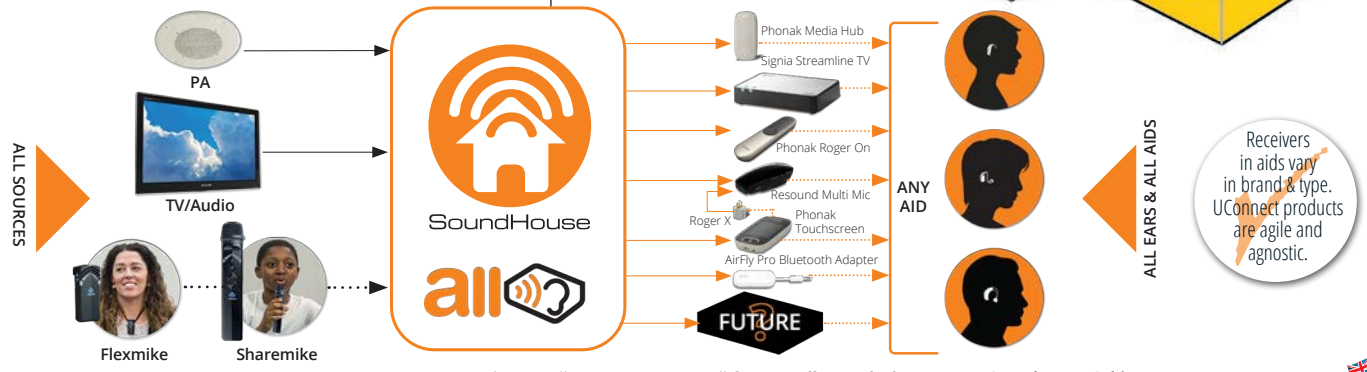 ALL SOURCES
PA
TV/Audio
Flexmike
Sharemike
SoundHouse
all
Phonak Media Hub
Signia Streamline TV
Phonak Roger On
Resound Multi Mic
Roger X
Phonak
Touchscreen
AirFly Pro Bluetooth Adapter
FUTURE
?
ANY
AID
ALL EARS & ALL AIDS
Receivers
in aids vary
in brand & type.
UConnect products
are agile and
agnostic.